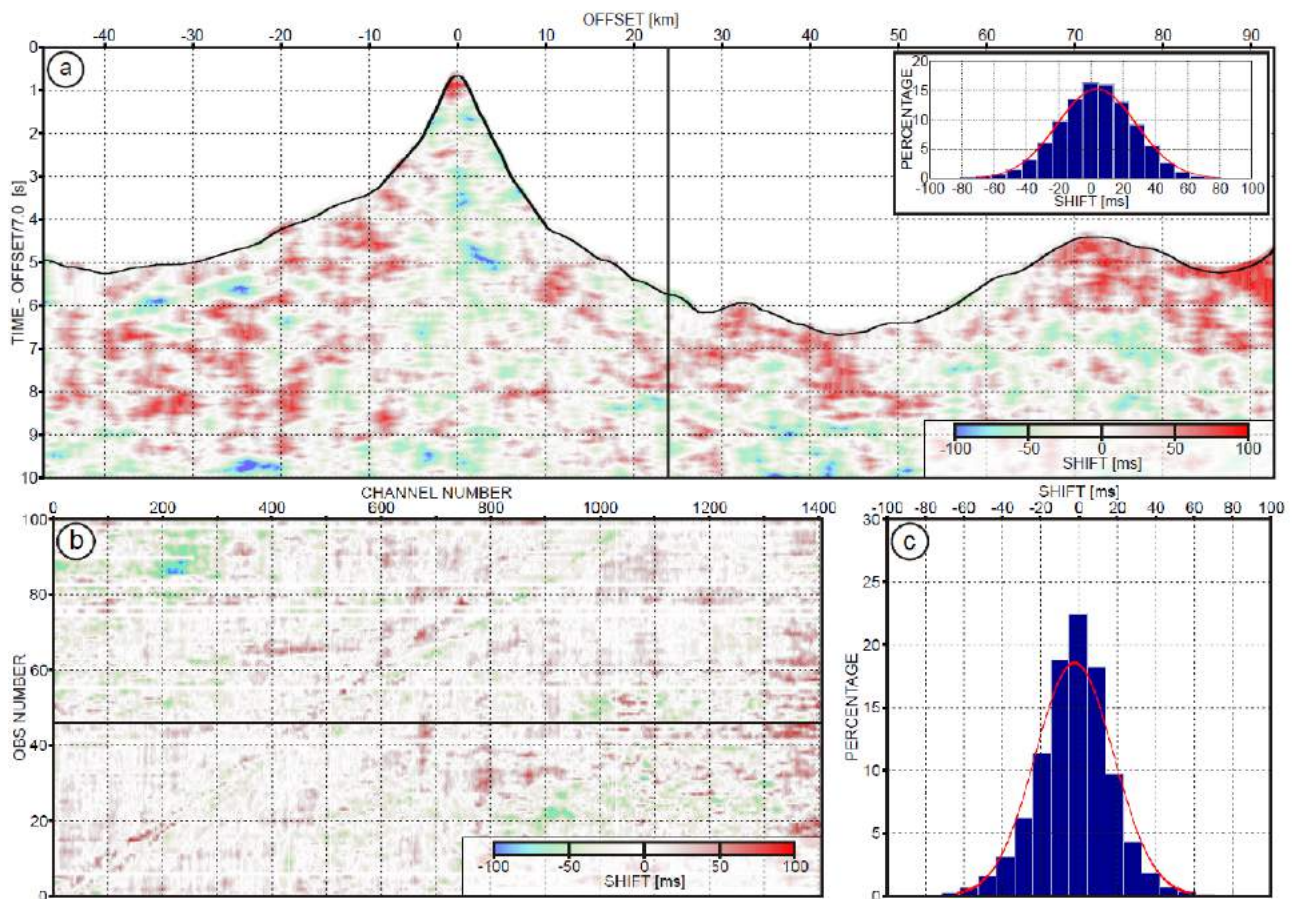 OFFSET [km]
-40 -30 -20 -10 0 10 20 30 40 50 60 70 80 90
a
TIME - OFFSET/7.0 [s]
0
1
2
3
4
5
6
7
8
9
10
PERCENTAGE
20
15
10
5
0
-100 -80 -60 -40 -20 0 20 40 60 80 100
SHIFT [ms]
-100 -50 0 50 100
SHIFT [ms]
CHANNEL NUMBER
0 200 400 600 800 1000 1200 1400
b
OBS NUMBER
100
80
60
40
20
0
-100 -50 0 50 100
SHIFT [ms]
SHIFT [ms]
-100 -80 -60 -40 -20 0 20 40 60 80 100
c
PERCENTAGE
30
25
20
15
10
5
0